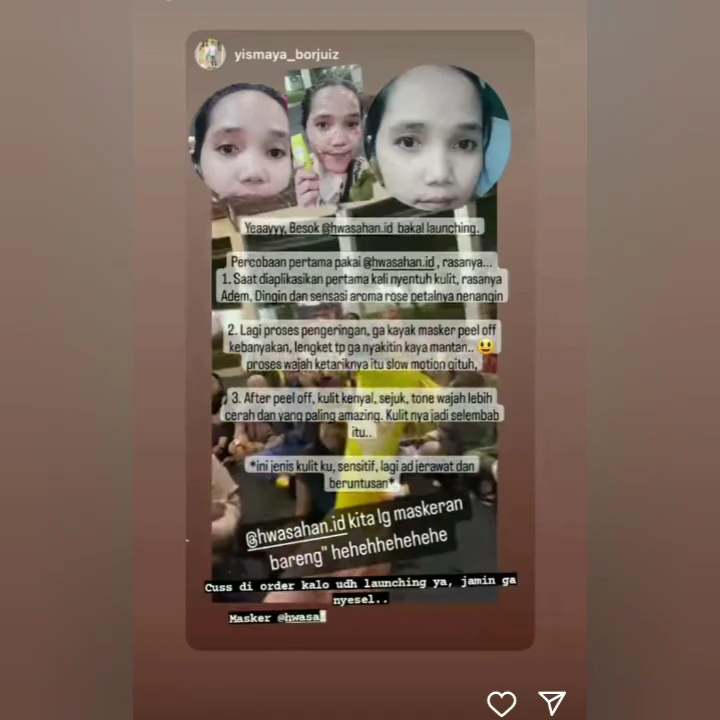 yismaya_borjuiz
Yeaayyy, Besok @hwasahan.id bakal launching.
Percobaan pertama pakai @hwasahan.id , rasanya...
1. Saat diaplikasikan pertama kali nyentuh kulit, rasanya
Adem, Dingin dan sensasi aroma rose petalnya nenangin
2. Lagi proses pengeringan, ga kayak masker peel off
kebanyakan, lengket tp ga nyakitin kaya mantan.. 😃
proses wajah ketariknya itu slow motion gituh,
3. After peel off, kulit kenyal, sejuk, tone wajah lebih
cerah dan yang paling amazing. Kulit nya jadi selembab
itu..
*ini jenis kulit ku, sensitif, lagi ad jerawat dan
beruntusan*
@hwasahan.id kita lg maskeran
bareng" hehehhehehehe
Cuss di order kalo udh launching ya, jamin ga
nyesel..
Masker @hwasa